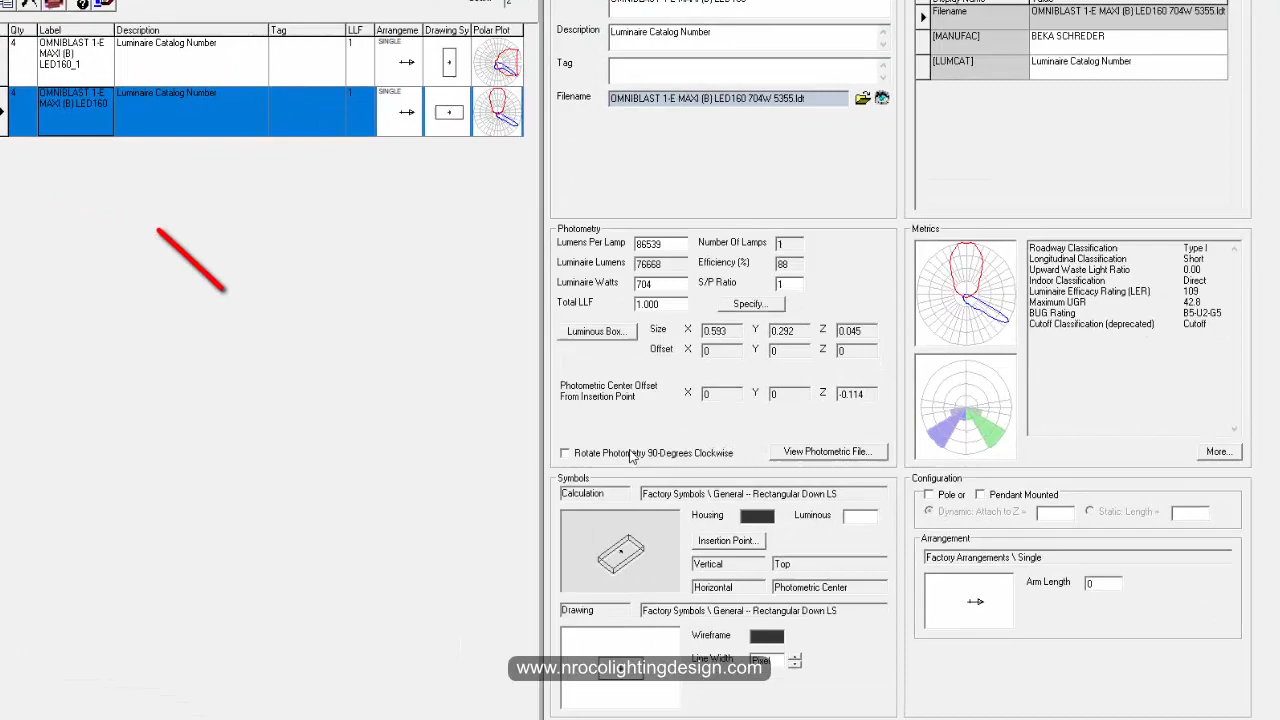 Qty Label Description Tag LLF Arrangeme Drawing Sy Polar Plot
4 OMNIBLAST 1-E MAXI (B) LED160_1 Luminaire Catalog Number 1 SINGLE
4 OMNIBLAST 1-E MAXI (B) LED160 Luminaire Catalog Number 1 SINGLE
Description Luminaire Catalog Number
Tag
Filename OMNIBLAST 1-E MAXI (B) LED160 704W 5355.ldt
Filename OMNIBLAST 1-E MAXI (B) LED160 704W 5355.ldt
[MANUFAC] BEKA SCHREDER
[LUMCAT] Luminaire Catalog Number
Photometry
Lumens Per Lamp 86539 Number Of Lamps 1
Luminaire Lumens 76668 Efficiency (%) 88
Luminaire Watts 704 S/P Ratio 1
Total LLF 1.000 Specify...
Luminous Box... Size X 0.593 Y 0.292 Z 0.045
Offset X 0 Y 0 Z 0
Photometric Center Offset
From Insertion Point X 0 Y 0 Z -0.114
Rotate Photometry 90-Degrees Clockwise View Photometric File...
Metrics
Roadway Classification Type I
Longitudinal Classification Short
Upward Waste Light Ratio 0.00
Indoor Classification Direct
Luminaire Efficacy Rating (LER) 109
Maximum UGR 42.8
BUG Rating B5-U2-G5
Cutoff Classification (deprecated) Cutoff
More...
Symbols
Calculation Factory Symbols \ General -- Rectangular Down LS
Housing Luminous
Insertion Point...
Vertical Top
Horizontal Photometric Center
Drawing Factory Symbols \ General -- Rectangular Down LS
Wireframe
Line Width Pixel
Configuration
Pole or Pendant Mounted
Dynamic: Attach to Z = Static: Length =
Arrangement
Factory Arrangements \ Single
Arm Length 0
www.nrocolightingdesign.com